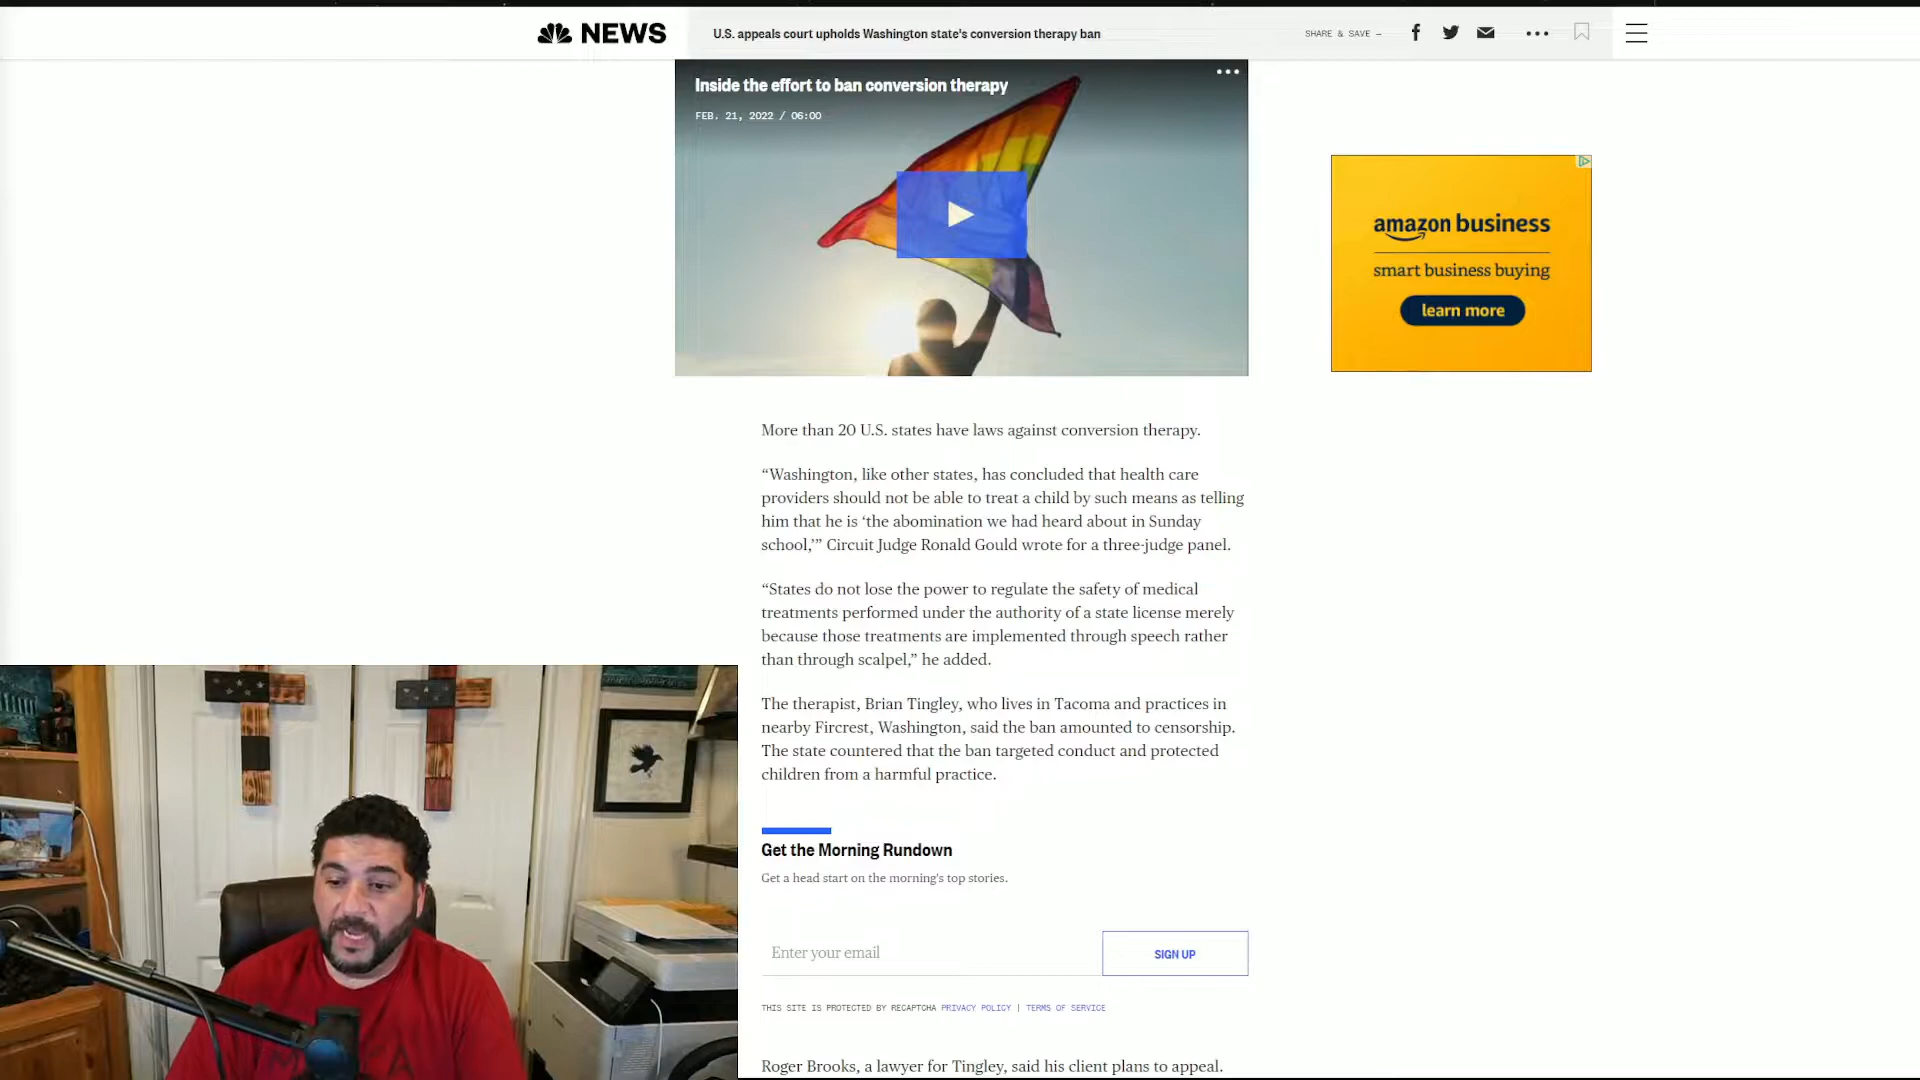 NEWS
U.S. appeals court upholds Washington state's conversion therapy ban
SHARE & SAVE —
Inside the effort to ban conversion therapy
FEB. 21, 2022 / 06:00
amazon business
smart business buying
learn more
More than 20 U.S. states have laws against conversion therapy.
“Washington, like other states, has concluded that health care
providers should not be able to treat a child by such means as telling
him that he is ‘the abomination we had heard about in Sunday
school,’” Circuit Judge Ronald Gould wrote for a three-judge panel.
“States do not lose the power to regulate the safety of medical
treatments performed under the authority of a state license merely
because those treatments are implemented through speech rather
than through scalpel,” he added.
The therapist, Brian Tingley, who lives in Tacoma and practices in
nearby Fircrest, Washington, said the ban amounted to censorship.
The state countered that the ban targeted conduct and protected
children from a harmful practice.
Get the Morning Rundown
Get a head start on the morning's top stories.
Enter your email
SIGN UP
THIS SITE IS PROTECTED BY RECAPTCHA PRIVACY POLICY | TERMS OF SERVICE
Roger Brooks, a lawyer for Tingley, said his client plans to appeal.